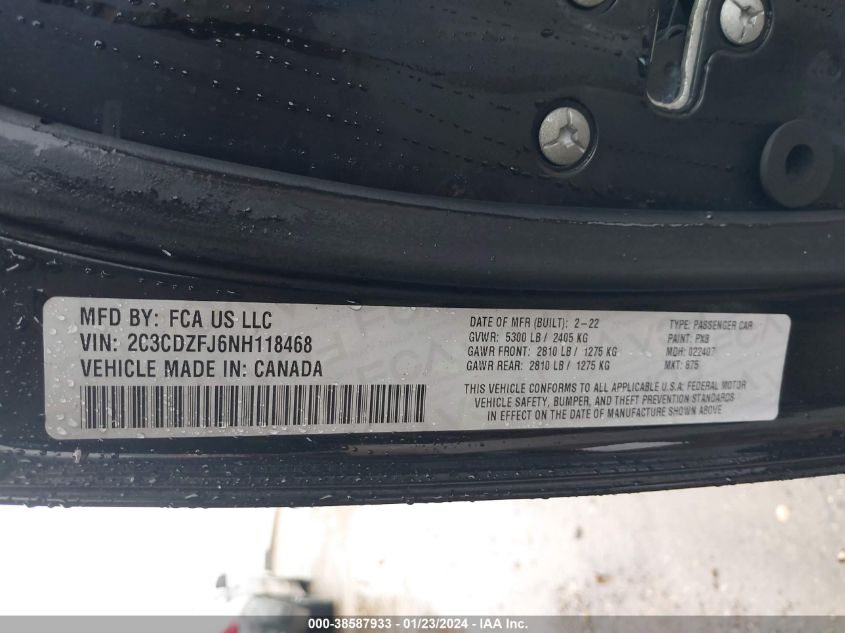 MFD BY: FCA US LLC
VIN: 2C3CDZFJ6NH118468
VEHICLE MADE IN: CANADA
DATE OF MFR (BUILT): 2-22
GVWR: 5300 LB / 2405 KG
GAWR FRONT: 2810 LB / 1275 KG
GAWR REAR: 2810 LB / 1275 KG
TYPE: PASSENGER CAR
PAINT: PX8
MDH: 022407
MKT: 675
THIS VEHICLE CONFORMS TO ALL APPLICABLE U.S.A. FEDERAL MOTOR
VEHICLE SAFETY, BUMPER, AND THEFT PREVENTION STANDARDS
IN EFFECT ON THE DATE OF MANUFACTURE SHOWN ABOVE.
000-38587933 - 01/23/2024 - IAA Inc.